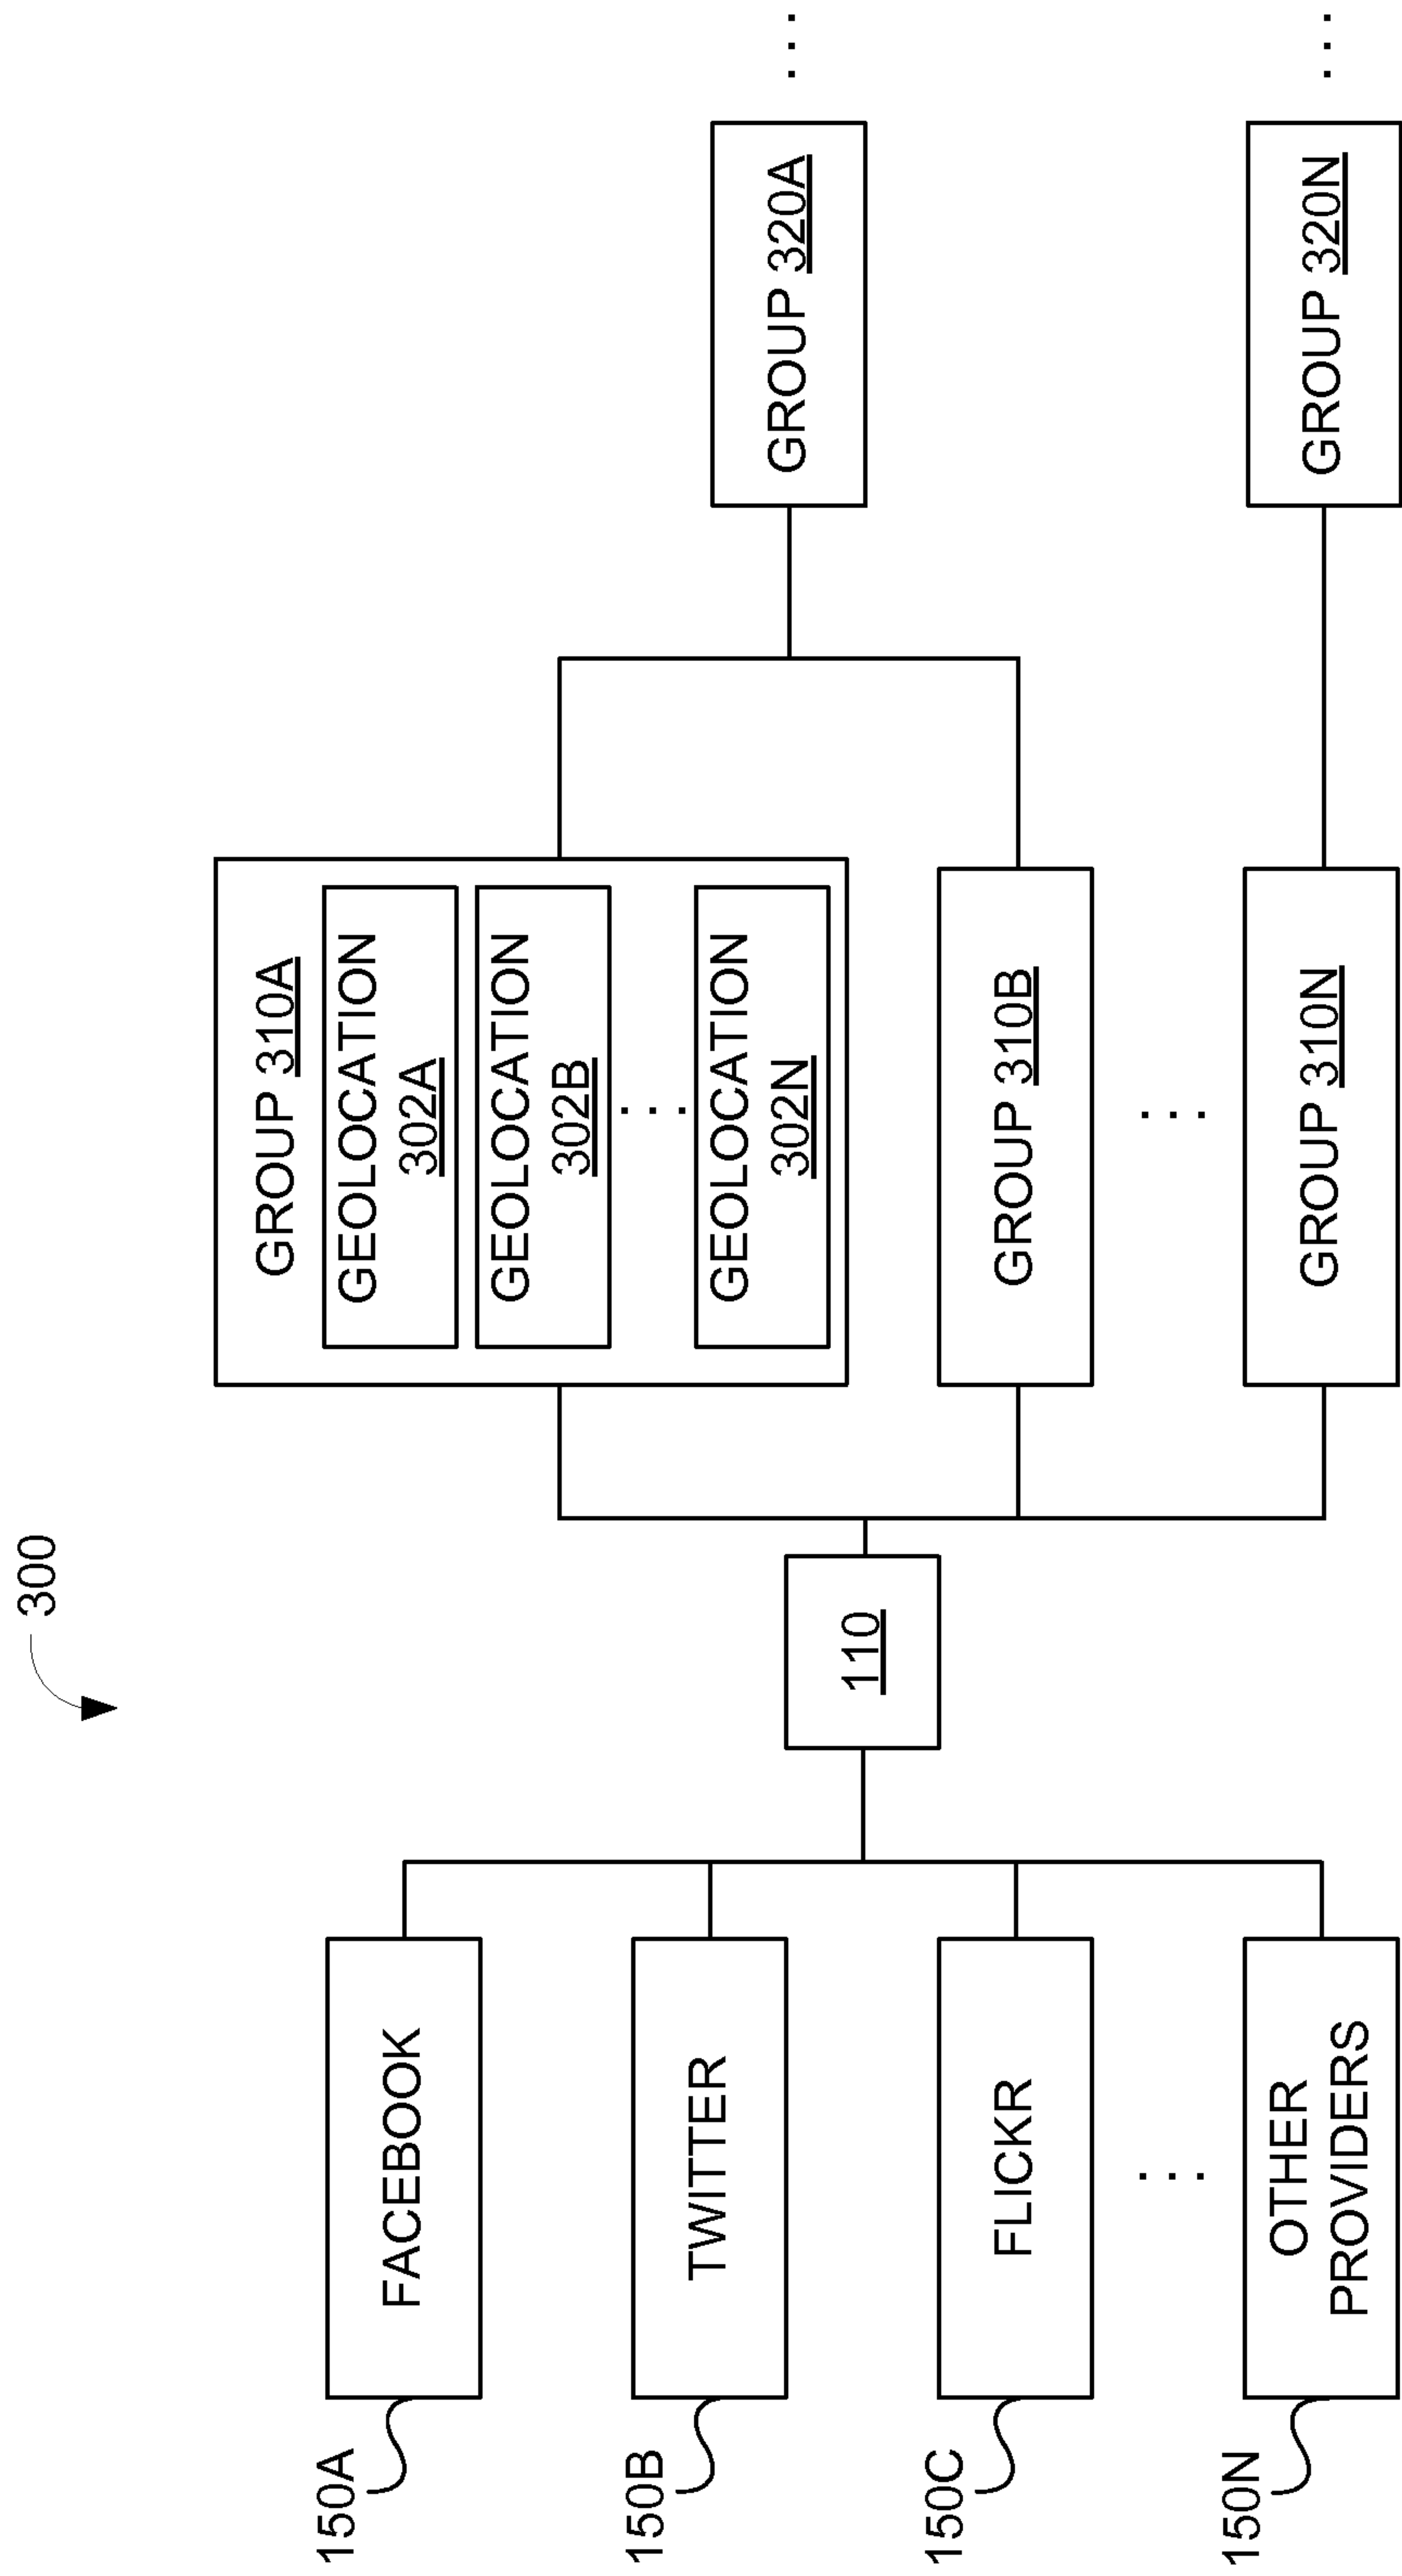 300
150A
FACEBOOK
150B
TWITTER
150C
FLICKR
...
150N
OTHER
PROVIDERS
110
GROUP 310A
GEOLOCATION
302A
GEOLOCATION
302B
...
GEOLOCATION
302N
GROUP 310B
...
GROUP 310N
GROUP 320A
...
GROUP 320N
...